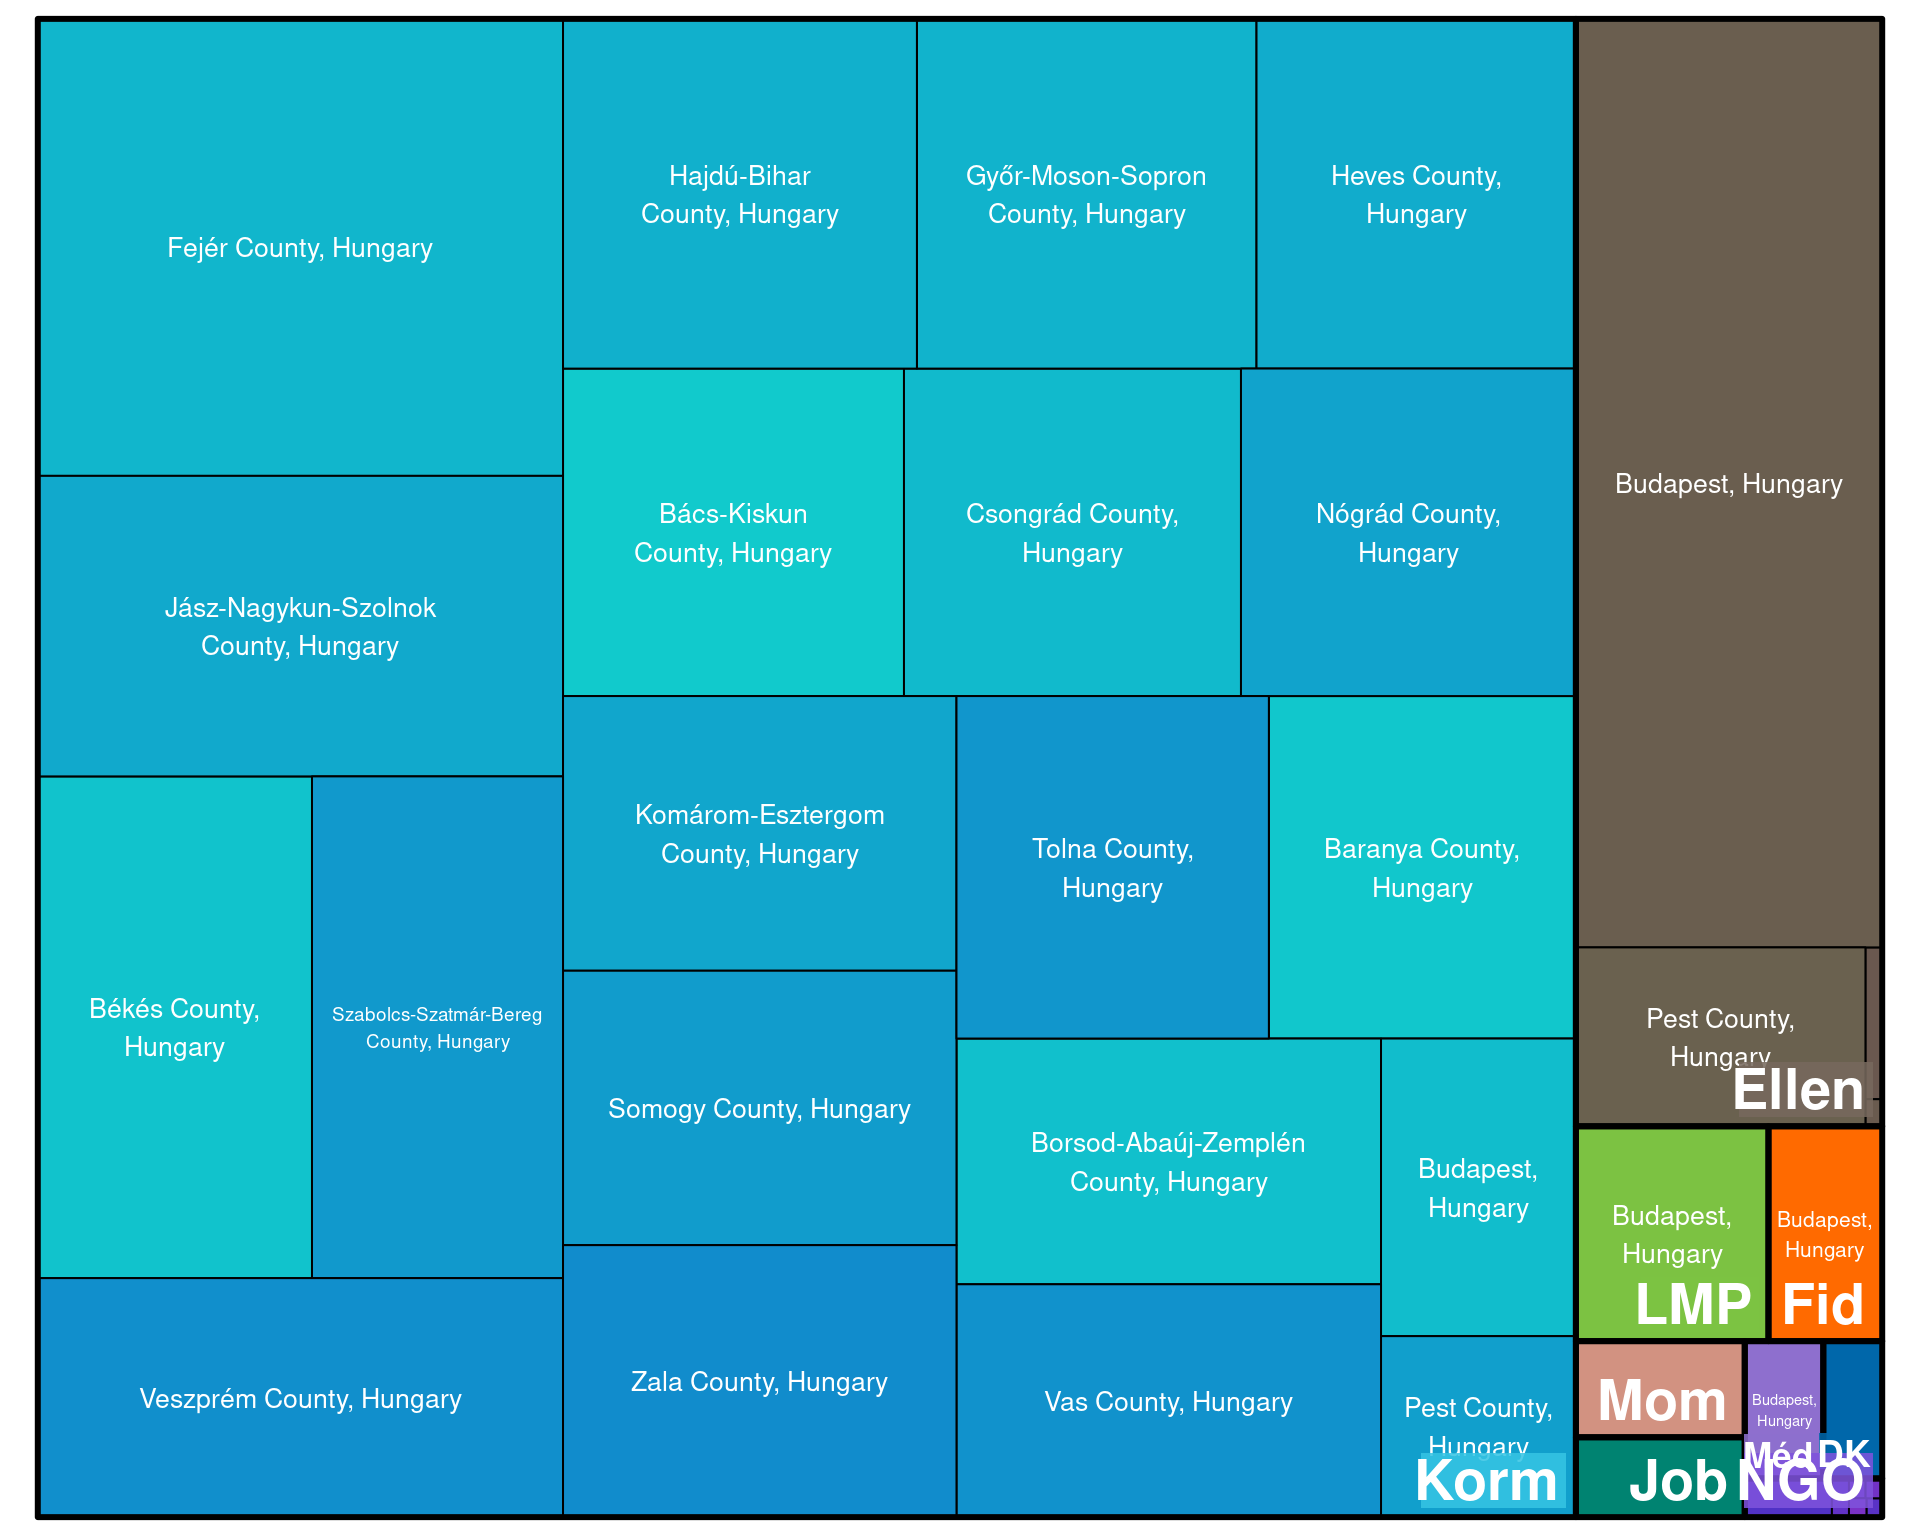 Fejér County, Hungary
Hajdú-Bihar
County, Hungary
Győr-Moson-Sopron
County, Hungary
Heves County,
Hungary
Budapest, Hungary
Jász-Nagykun-Szolnok
County, Hungary
Bács-Kiskun
County, Hungary
Csongrád County,
Hungary
Nógrád County,
Hungary
Békés County,
Hungary
Szabolcs-Szatmár-Bereg
County, Hungary
Komárom-Esztergom
County, Hungary
Tolna County,
Hungary
Baranya County,
Hungary
Somogy County, Hungary
Borsod-Abaúj-Zemplén
County, Hungary
Budapest,
Hungary
Veszprém County, Hungary
Zala County, Hungary
Vas County, Hungary
Pest County,
Hungary
Korm
Pest County,
Hungary
Ellen
Budapest,
Hungary
LMP
Budapest,
Hungary
Fid
Mom
Budapest,
Hungary
Méd
DK
Job
NGO